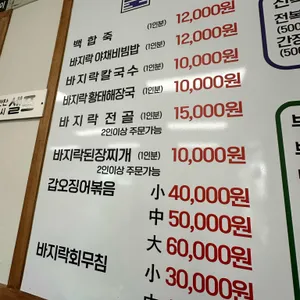 백 합 죽 (1인분) 12,000원
바지락야채비빔밥 (1인분) 12,000원
바지락칼국수 (1인분) 10,000원
바지락황태해장국 (1인분) 10,000원
바 지 락 전 골 (1인분) 15,000원
2인이상 주문가능
바지락된장찌개 (1인분) 10,000원
2인이상 주문가능
갑오징어볶음 小 40,000원
中 50,000원
大 60,000원
바지락회무침 小 30,000원
전복
(500
간장
(50